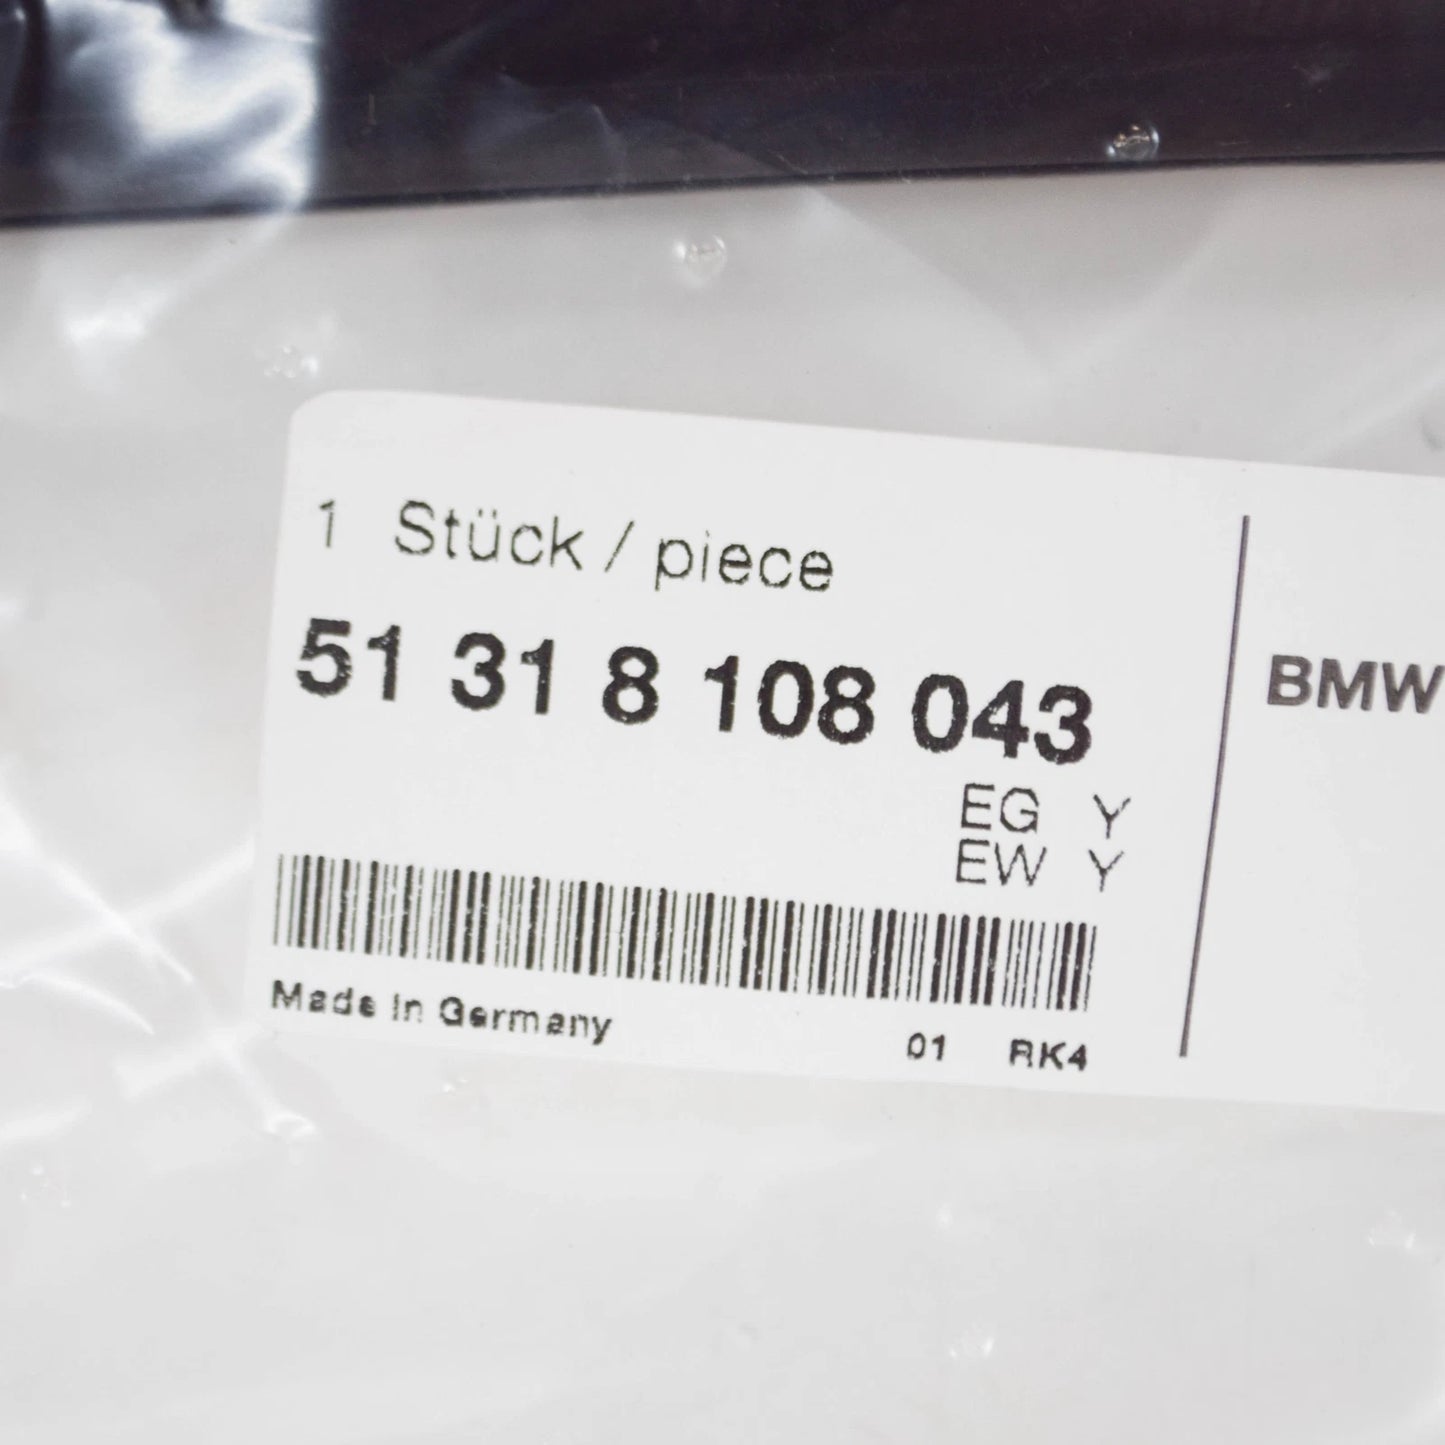 1 Stück / piece
51 31 8 108 043
BMW
EG Y
EW Y
Made in Germany
01 RK4